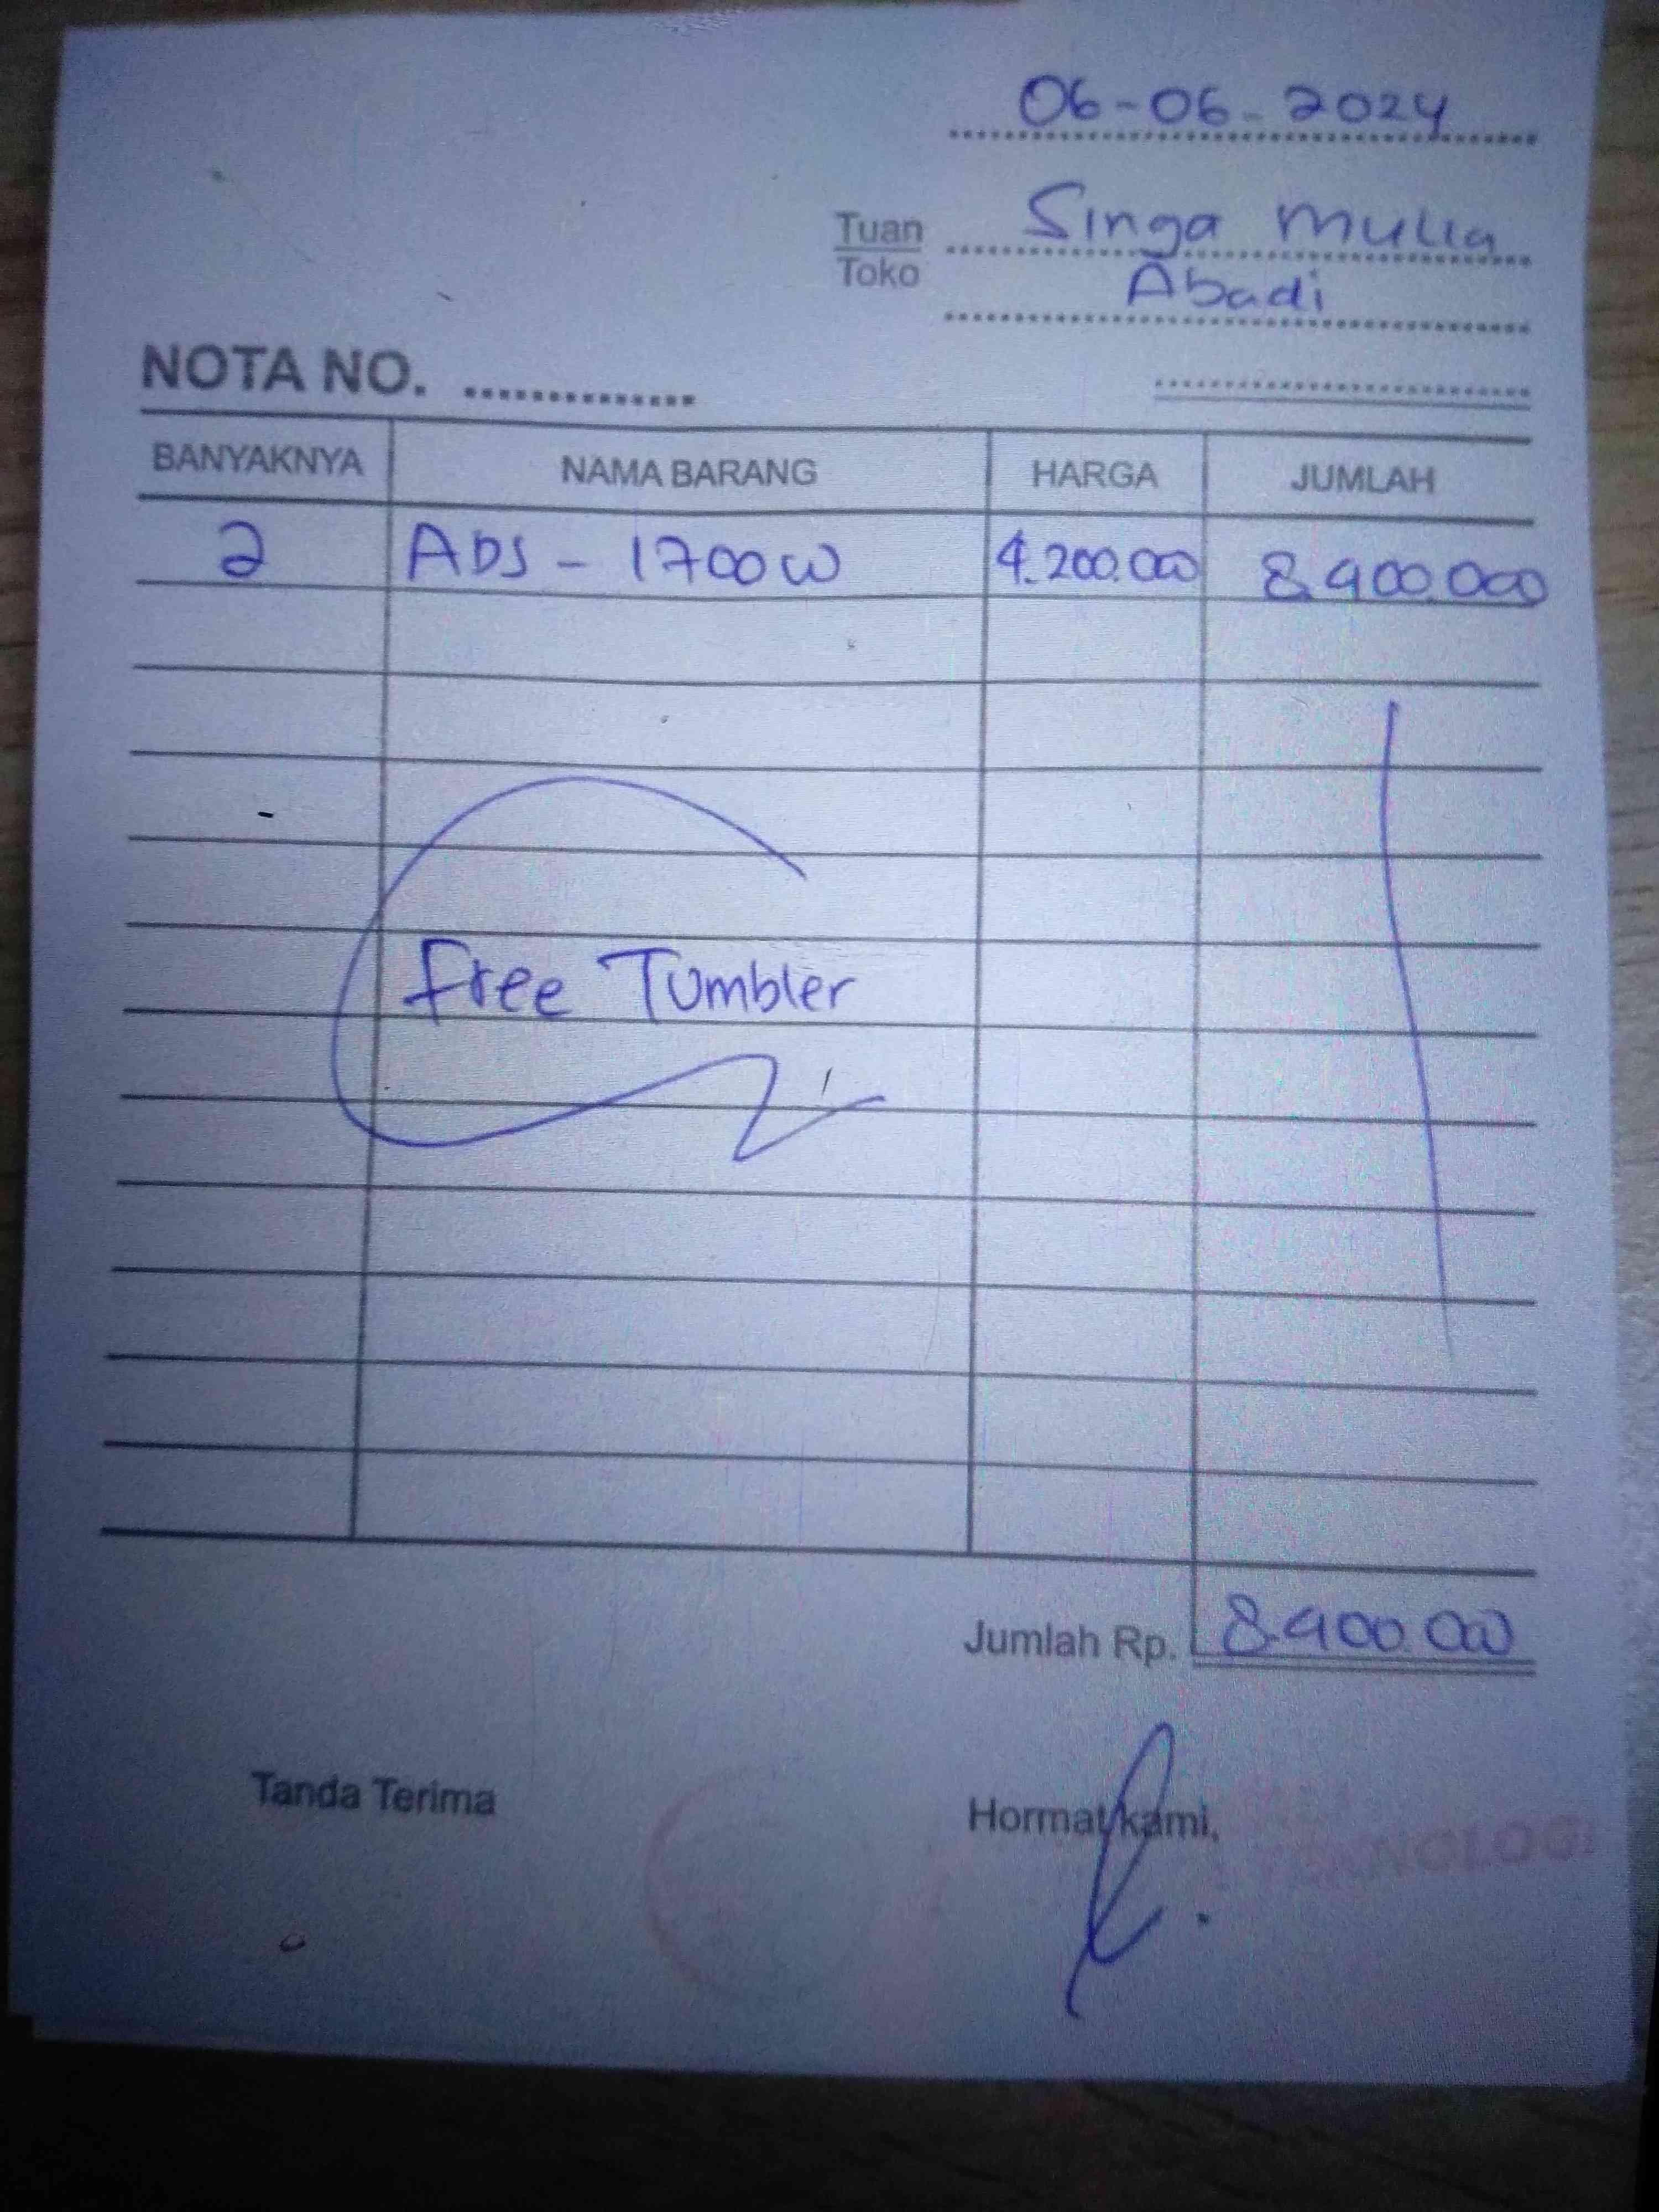 06-06-2024
Tuan Singa Mulia
Toko Abadi
NOTA NO. ..............
BANYAKNYA NAMA BARANG HARGA JUMLAH
2 ADS - 1700W 4.200.000 8.400.000
Free Tumbler
Jumlah Rp. 8.400.000
Tanda Terima Hormat kami,
TEKNOLOGI